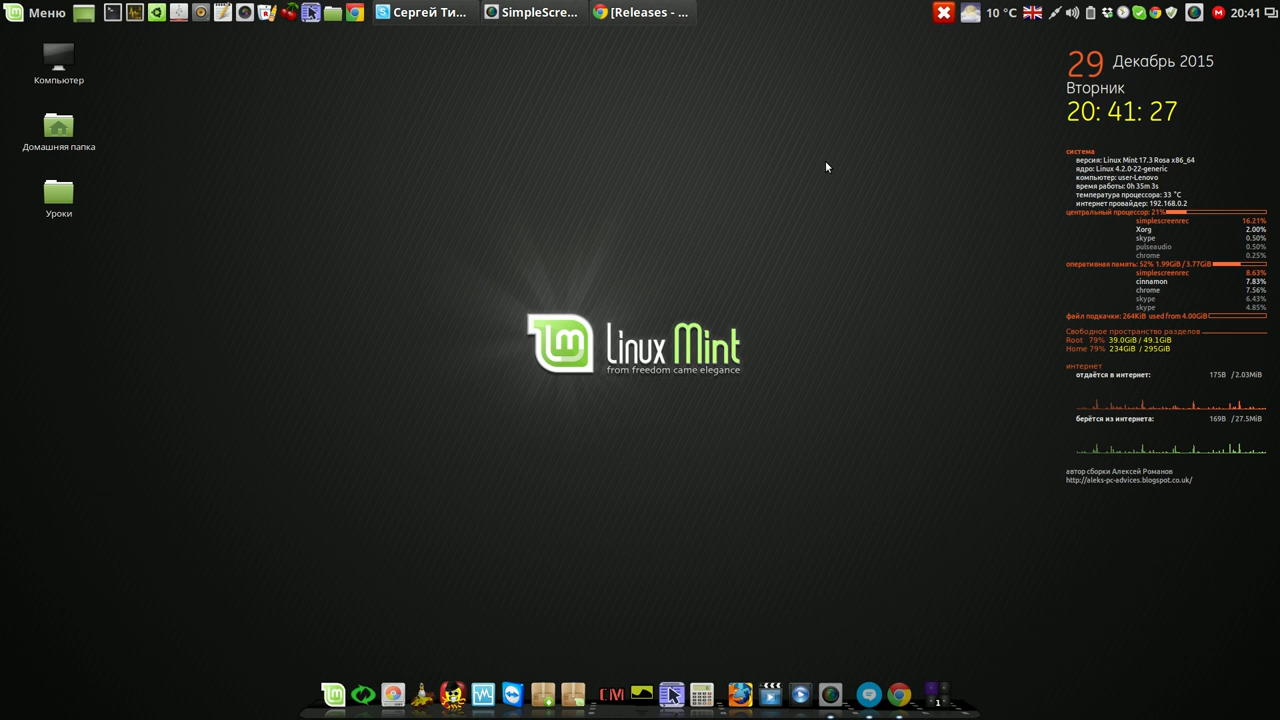 Меню
Сергей Ти...
SimpleScre...
[Releases - ...
10 °C
20:41
Компьютер
Домашняя папка
Уроки
29 Декабрь 2015
Вторник
20: 41: 27
система
версия: Linux Mint 17.3 Rosa x86_64
ядро: Linux 4.2.0-22-generic
компьютер: user-Lenovo
время работы: 0h 35m 3s
температура процессора: 33 °C
интернет провайдер: 192.168.0.2
центральный процессор: 21%
simplescreenrec 16.21%
Xorg 2.00%
skype 0.50%
pulseaudio 0.50%
chrome 0.25%
оперативная память: 52% 1.99GiB / 3.77GiB
simplescreenrec 8.63%
cinnamon 7.83%
chrome 7.56%
skype 6.43%
skype 4.85%
файл подкачки: 264KiB used from 4.00GiB
Свободное пространство разделов
Root 79% 39.0GiB / 49.1GiB
Home 79% 234GiB / 295GiB
интернет
отдаётся в интернет: 175B / 2.03MiB
берётся из интернета: 169B / 27.5MiB
автор сборки Алексей Романов
http://aleks-pc-advices.blogspot.co.uk/
Linux Mint
from freedom came elegance
CM
1